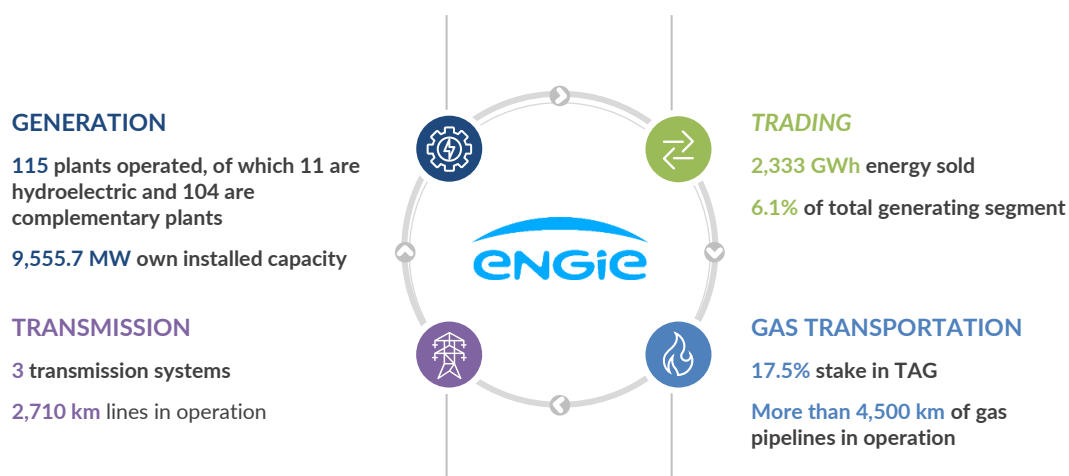 GENERATION
115 plants operated, of which 11 are
hydroelectric and 104 are
complementary plants
9,555.7 MW own installed capacity
TRANSMISSION
3 transmission systems
2,710 km lines in operation
ENGiE
TRADING
2,333 GWh energy sold
6.1% of total generating segment
GAS TRANSPORTATION
17.5% stake in TAG
More than 4,500 km of gas
pipelines in operation